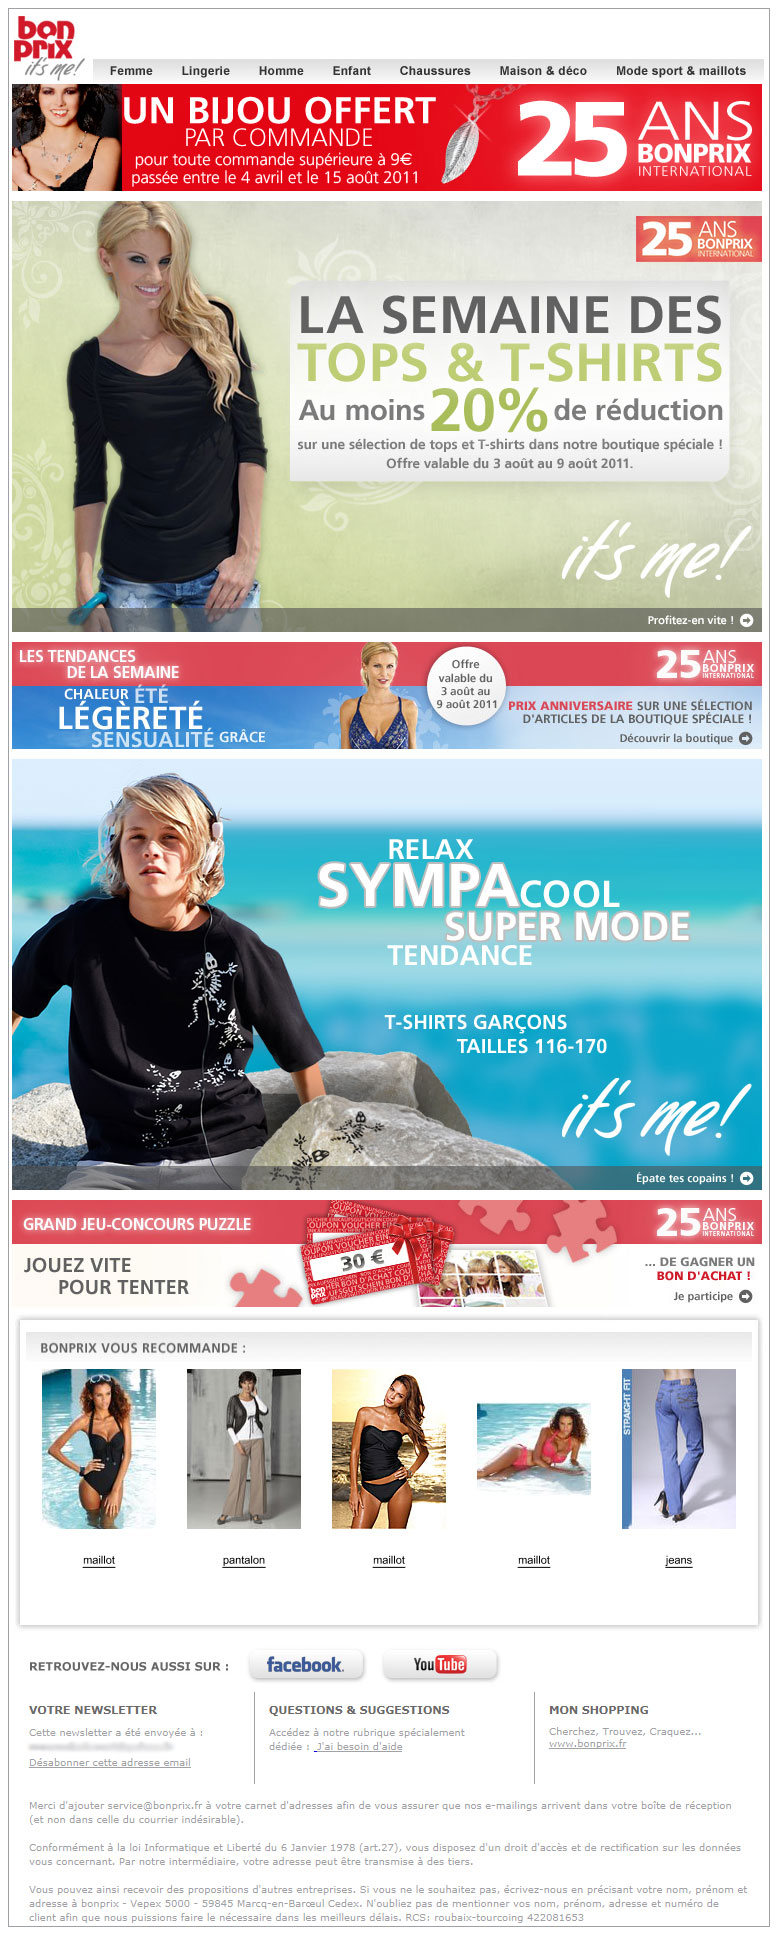 bon
prix
it's me!
Femme Lingerie Homme Enfant Chaussures Maison & déco Mode sport & maillots
UN BIJOU OFFERT
PAR COMMANDE
pour toute commande supérieure à 9€
passée entre le 4 avril et le 15 août 2011
25 ANS
BONPRIX
INTERNATIONAL
25 ANS
BONPRIX
INTERNATIONAL
LA SEMAINE DES
TOPS & T-SHIRTS
Au moins 20% de réduction
sur une sélection de tops et T-shirts dans notre boutique spéciale !
Offre valable du 3 août au 9 août 2011.
it's me!
Profitez-en vite !
LES TENDANCES
DE LA SEMAINE
CHALEUR ÉTÉ
LÉGÈRETÉ
SENSUALITÉ GRÂCE
Offre
valable du
3 août au
9 août 2011
25 ANS
BONPRIX
INTERNATIONAL
PRIX ANNIVERSAIRE SUR UNE SÉLECTION
D'ARTICLES DE LA BOUTIQUE SPÉCIALE !
Découvrir la boutique
RELAX
SYMPA COOL
SUPER MODE
TENDANCE
T-SHIRTS GARÇONS
TAILLES 116-170
it's me!
Épate tes copains !
GRAND JEU-CONCOURS PUZZLE
JOUEZ VITE
POUR TENTER
30 €
bon
prix
25 ANS
BONPRIX
INTERNATIONAL
... DE GAGNER UN
BON D'ACHAT !
Je participe
BONPRIX VOUS RECOMMANDE :
STRAIGHT FIT
maillot pantalon maillot maillot jeans
RETROUVEZ-NOUS AUSSI SUR : facebook. YouTube
VOTRE NEWSLETTER
Cette newsletter a été envoyée à :
Désabonner cette adresse email
QUESTIONS & SUGGESTIONS
Accédez à notre rubrique spécialement
dédiée : J'ai besoin d'aide
MON SHOPPING
Cherchez, Trouvez, Craquez...
www.bonprix.fr
Merci d'ajouter service@bonprix.fr à votre carnet d'adresses afin de vous assurer que nos e-mailings arrivent dans votre boîte de réception
(et non dans celle du courrier indésirable).
Conformément à la loi Informatique et Liberté du 6 Janvier 1978 (art.27), vous disposez d'un droit d'accès et de rectification sur les données
vous concernant. Par notre intermédiaire, votre adresse peut être transmise à des tiers.
Vous pouvez ainsi recevoir des propositions d'autres entreprises. Si vous ne le souhaitez pas, écrivez-nous en précisant votre nom, prénom et
adresse à bonprix - Vepex 5000 - 59845 Marcq-en-Barœul Cedex. N'oubliez pas de mentionner vos nom, prénom, adresse et numéro de
client afin que nous puissions faire le nécessaire dans les meilleurs délais. RCS: roubaix-tourcoing 422081653